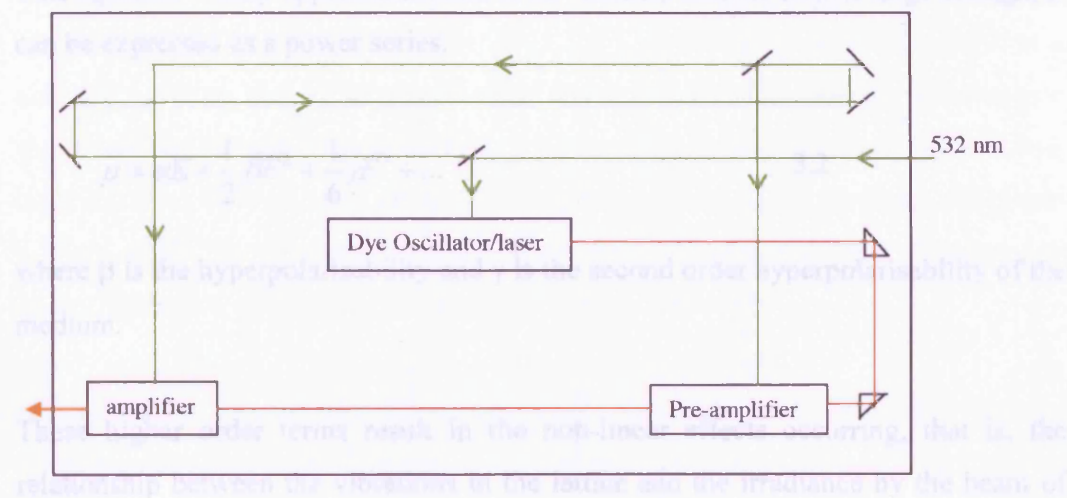 can be expressed as a power series.
532 nm
3.2
Dye Oscillator/laser
where β is the hyperpolarisability and γ is the second order hyperpolarisability of the
medium.
amplifier
Pre-amplifier
These higher order terms result in the non-linear effects occurring, that is, the
relationship between the vibrations in the lattice and the irradiance by the beam of